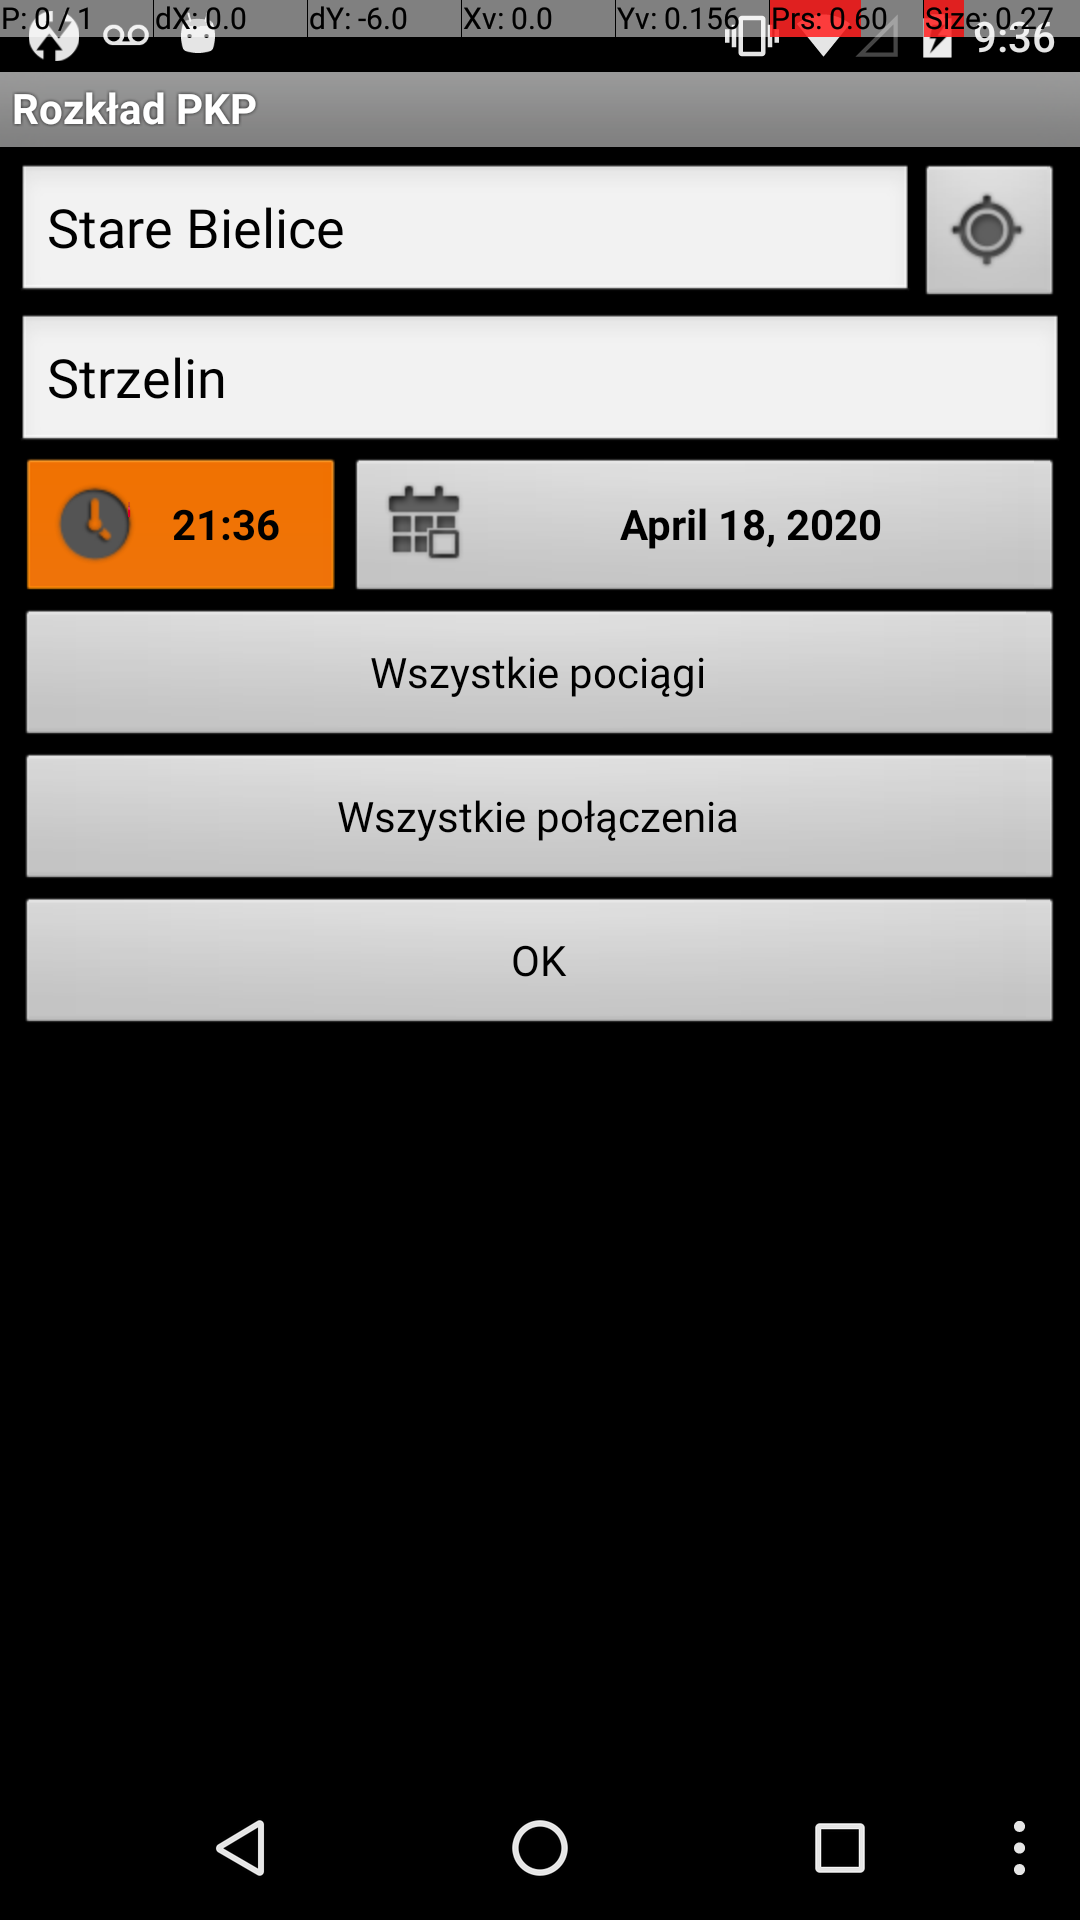 P: 0 / 1 dX: 0.0 dY: -6.0 Xv: 0.0 Yv: 0.156 Prs: 0.60 Size: 0.27
9:36
Rozkład PKP
Stare Bielice
Strzelin
21:36 April 18, 2020
Wszystkie pociągi
Wszystkie połączenia
OK